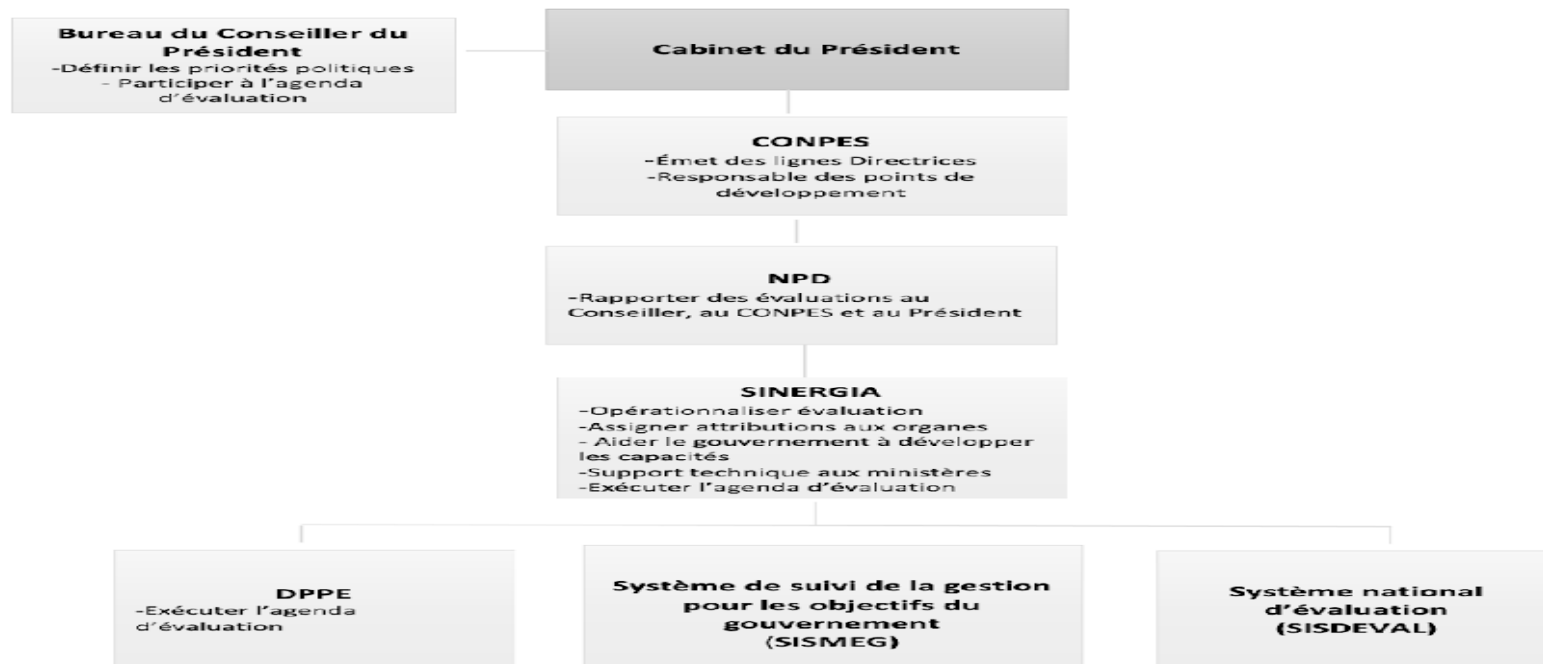 Bureau du Conseiller du
Président
-Définir les priorités politiques
- Participer à l'agenda
d'évaluation
Cabinet du Président
CONPES
-Émet des lignes Directrices
-Responsable des points de
développement
NPD
-Rapporter des évaluations au
Conseiller, au CONPES et au Président
SINERGIA
-Opérationnaliser évaluation
-Assigner attributions aux organes
- Aider le gouvernement à développer
les capacités
-Support technique aux ministères
-Exécuter l'agenda d'évaluation
DPPE
-Exécuter l'agenda
d'évaluation
Système de suivi de la gestion
pour les objectifs du
gouvernement
(SISMEG)
Système national
d'évaluation
(SISDEVAL)